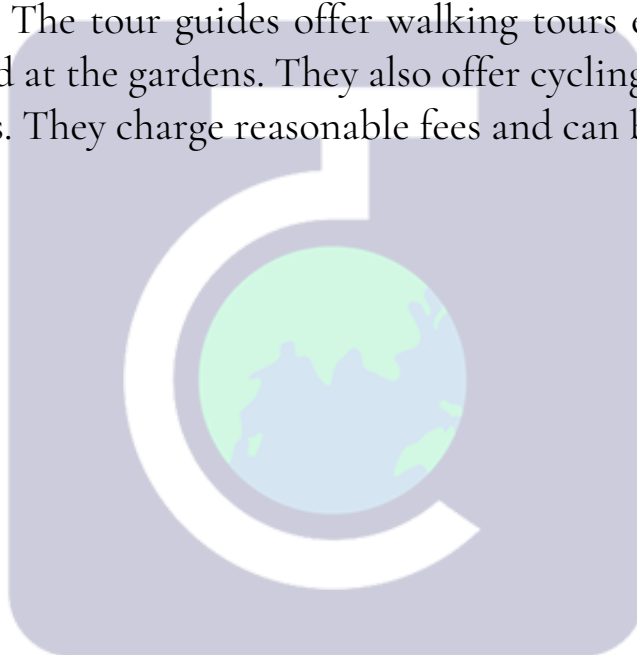 The tour guides offer walking tours
at the gardens. They also offer cycling
They charge reasonable fees and can